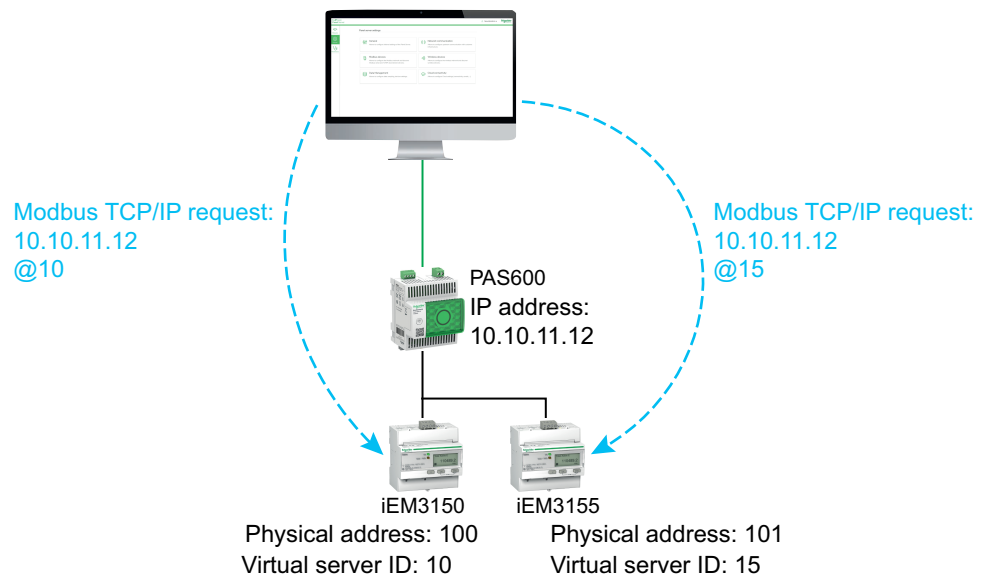 Modbus TCP/IP request:
10.10.11.12
@10
Modbus TCP/IP request:
10.10.11.12
@15
PAS600
IP address:
10.10.11.12
iEM3150
iEM3155
Physical address: 100
Virtual server ID: 10
Physical address: 101
Virtual server ID: 15